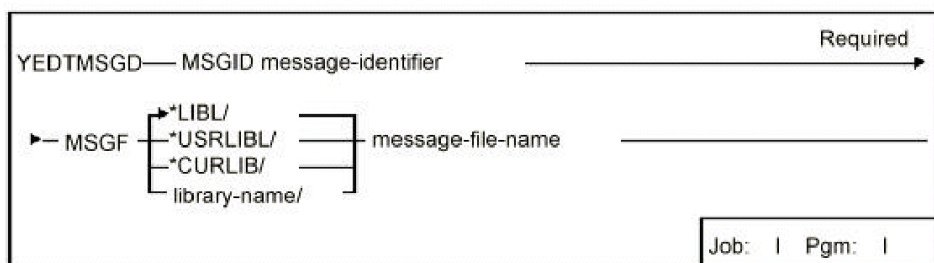 Required
YEDTMSGD MSGID message-identifier
*LIBL/
MSGF *USRLIBL/ message-file-name
*CURLIB/
library-name/
Job: I Pgm: I